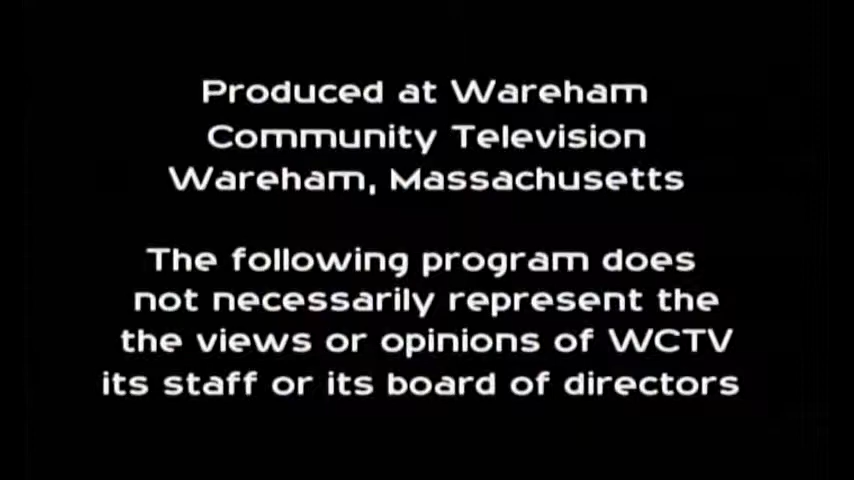 Produced at Wareham
Community Television
Wareham, Massachusetts
The following program does
not necessarily represent the
the views or opinions of WCTV
its staff or its board of directors